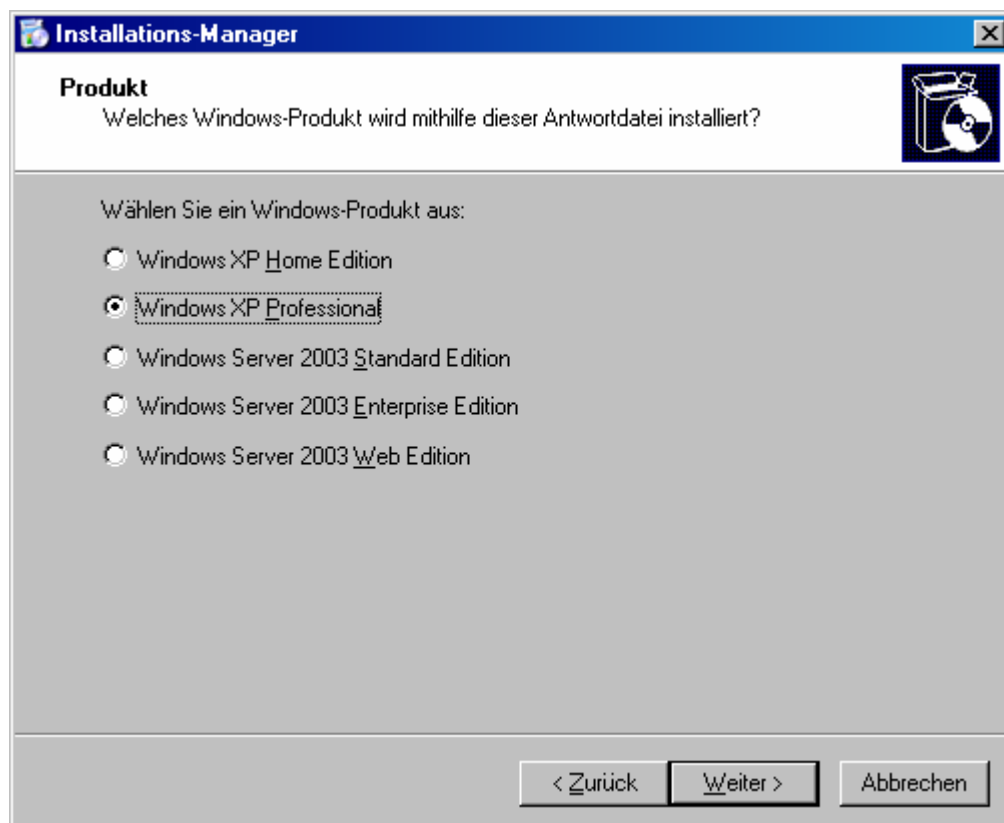 Installations-Manager
Produkt
Welches Windows-Produkt wird mithilfe dieser Antwortdatei installiert?
Wählen Sie ein Windows-Produkt aus:
Windows XP Home Edition
Windows XP Professional
Windows Server 2003 Standard Edition
Windows Server 2003 Enterprise Edition
Windows Server 2003 Web Edition
< Zurück
Weiter >
Abbrechen